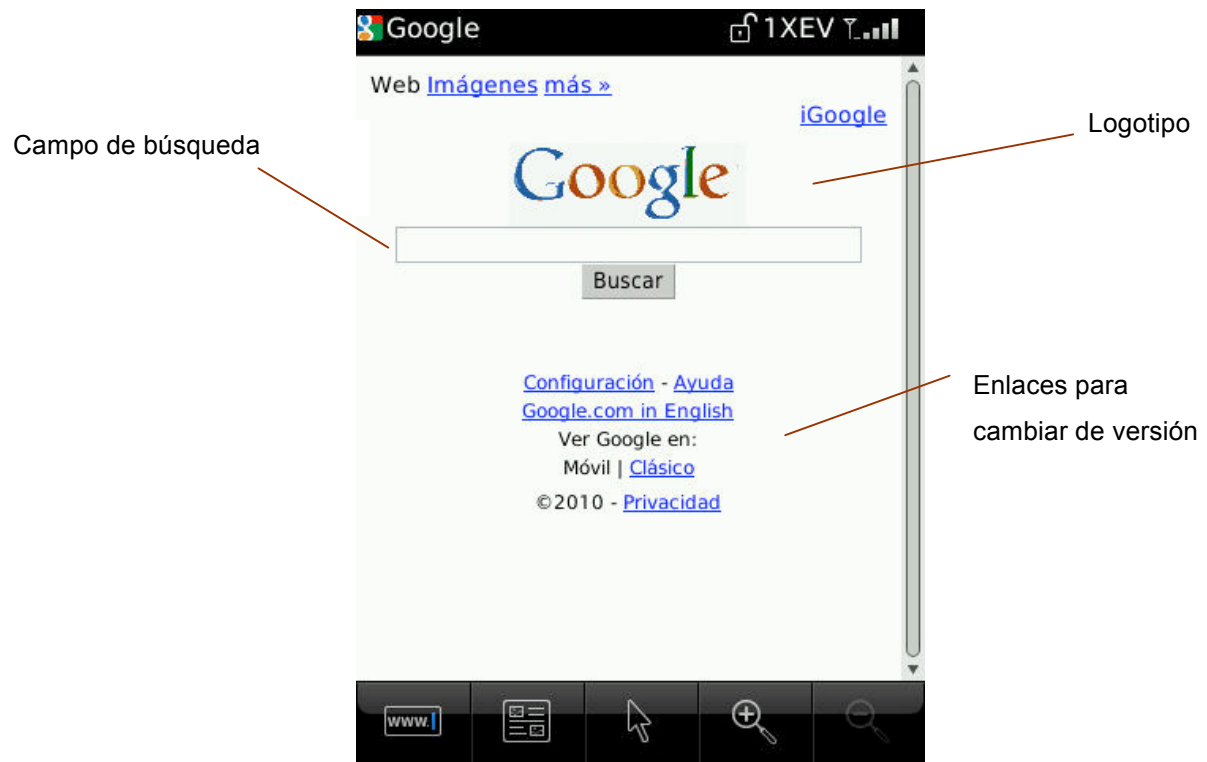 Google 1XEV
Web Imágenes más »
iGoogle
Logotipo
Campo de búsqueda
Google
Buscar
Configuración - Ayuda
Google.com in English
Ver Google en:
Móvil | Clásico
©2010 - Privacidad
Enlaces para
cambiar de versión
www.